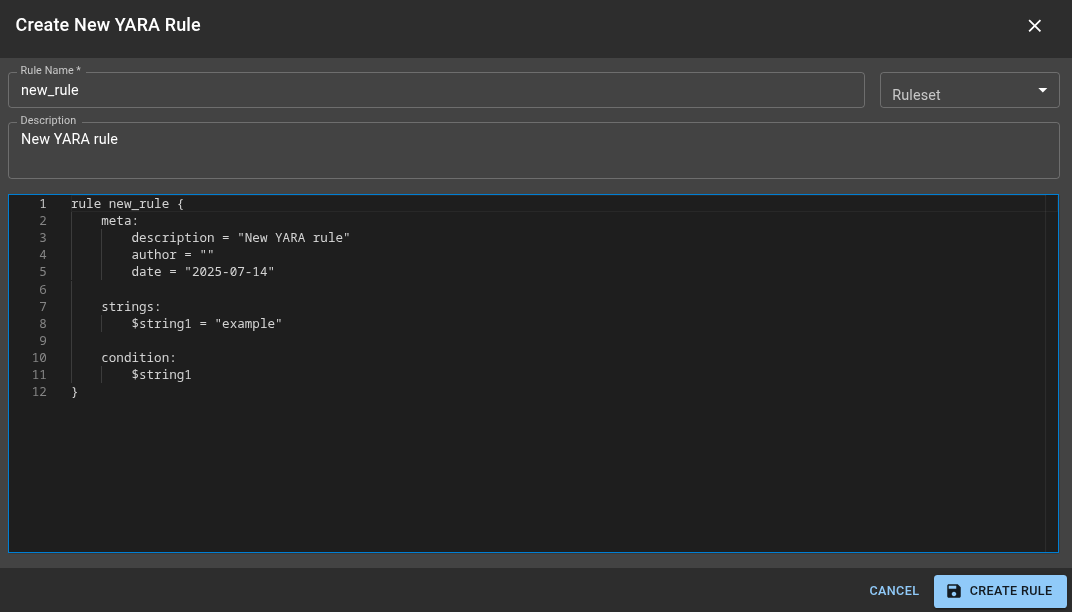 Create New YARA Rule
Rule Name *
new_rule
Ruleset
Description
New YARA rule
1 rule new_rule {
2     meta:
3         description = "New YARA rule"
4         author = ""
5         date = "2025-07-14"
6
7     strings:
8         $string1 = "example"
9
10     condition:
11         $string1
12 }
CANCEL
CREATE RULE